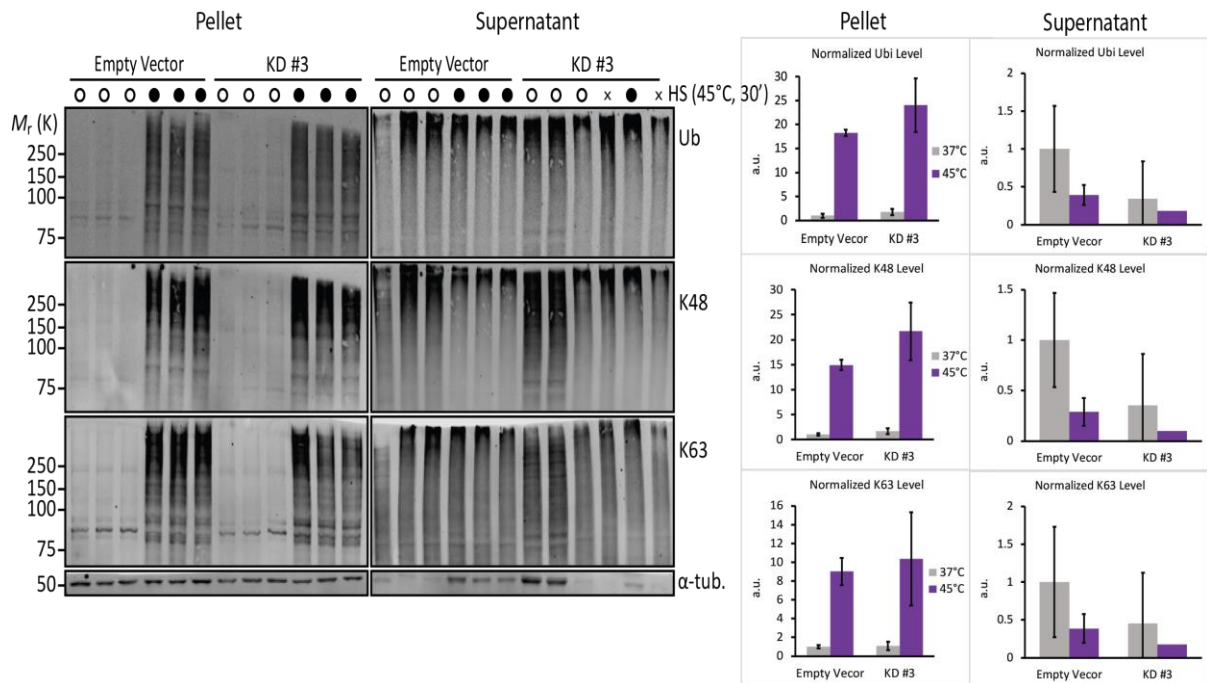 Pellet Supernatant
Empty Vector KD #3 Empty Vector KD #3
x x HS (45°C, 30')
Mr (K)
Ub
250
150
100
75
K48
250
150
100
75
K63
250
150
100
75
50
α-tub.
Pellet Supernatant
Normalized Ubi Level
35
30
25
20
15
10
5
0
a.u.
37°C
45°C
Empty Vecor KD #3
Normalized Ubi Level
2
1.5
1
0.5
0
a.u.
Empty Vecor KD #3
Normalized K48 Level
30
25
20
15
10
5
0
a.u.
37°C
45°C
Empty Vecor KD #3
Normalized K48 Level
2
1.5
1
0.5
0
a.u.
Empty Vecor KD #3
Normalized K63 Level
16
14
12
10
8
6
4
2
0
a.u.
37°C
45°C
Empty Vecor KD #3
Normalized K63 Level
2
1.5
1
0.5
0
a.u.
Empty Vecor KD #3